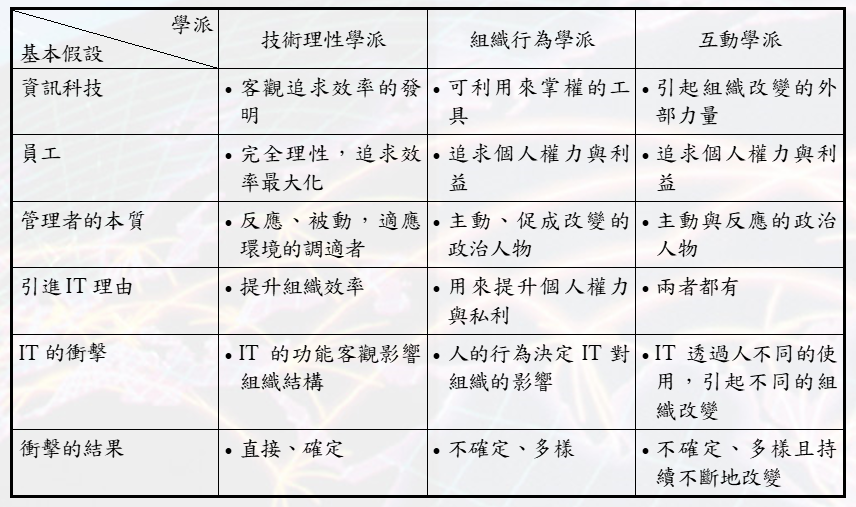 學派
基本假設
技術理性學派
組織行為學派
互動學派
資訊科技
• 客觀追求效率的發
明
• 可利用來掌權的工
具
• 引起組織改變的外
部力量
員工
• 完全理性，追求效
率最大化
• 追求個人權力與利
益
• 追求個人權力與利
益
管理者的本質
• 反應、被動，適應
環境的調適者
• 主動、促成改變的
政治人物
• 主動與反應的政治
人物
引進IT 理由
• 提升組織效率
• 用來提升個人權力
與私利
• 兩者都有
IT 的衝擊
• IT 的功能客觀影響
組織結構
• 人的行為決定 IT 對
組織的影響
• IT 透過人不同的使
用，引起不同的組
織改變
衝擊的結果
• 直接、確定
• 不確定、多樣
• 不確定、多樣且持
續不斷地改變